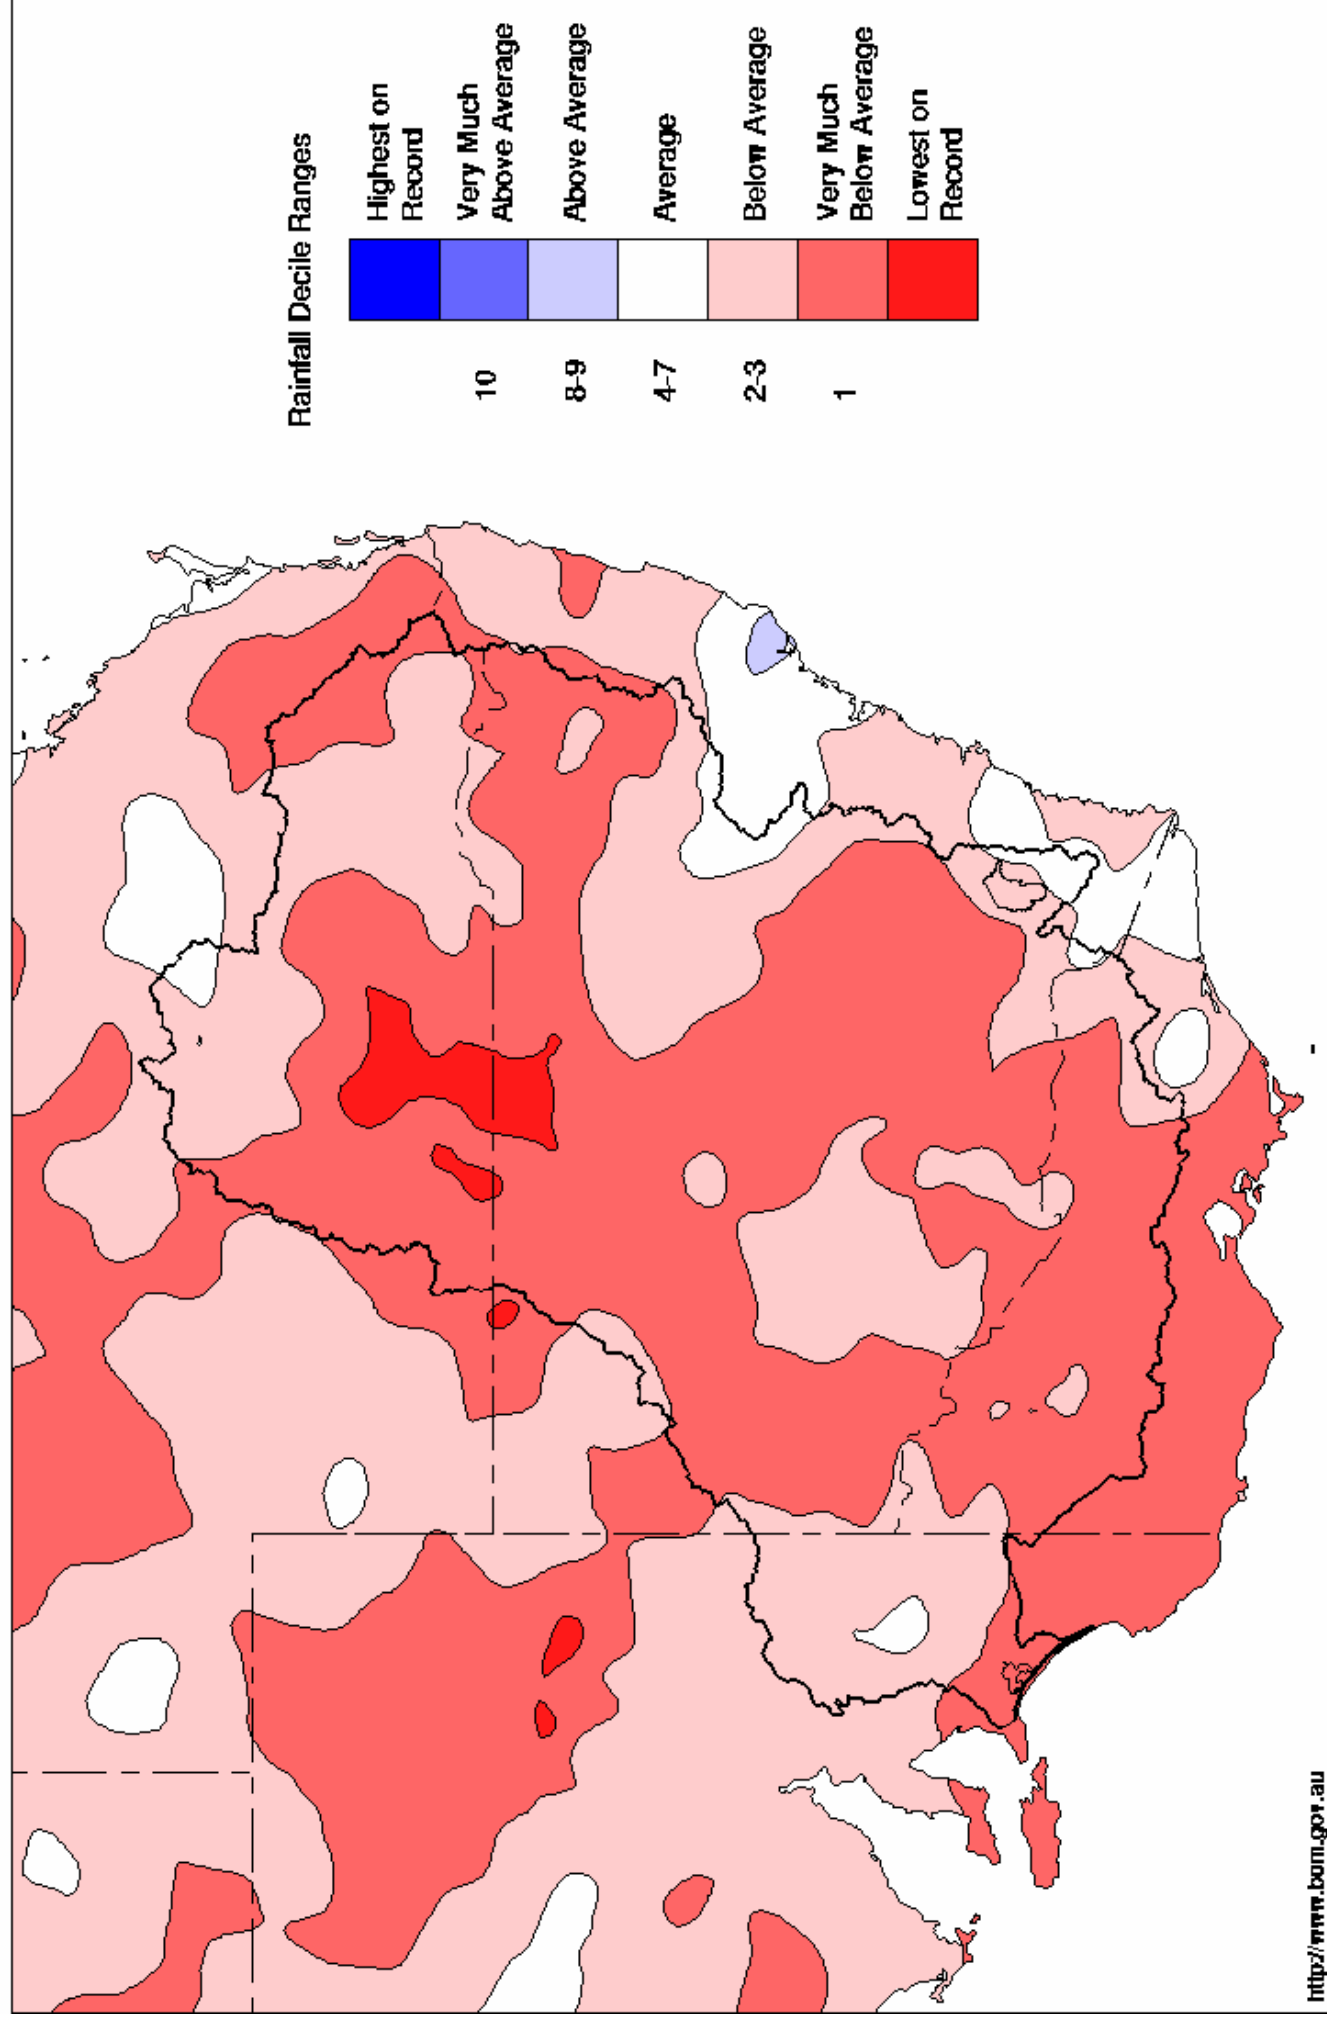 Rainfall Decile Ranges
Highest on
Record
10
Very Much
Above Average
8-9
Above Average
4-7
Average
2-3
Below Average
1
Very Much
Below Average
Lowest on
Record
http://www.bom.gov.au